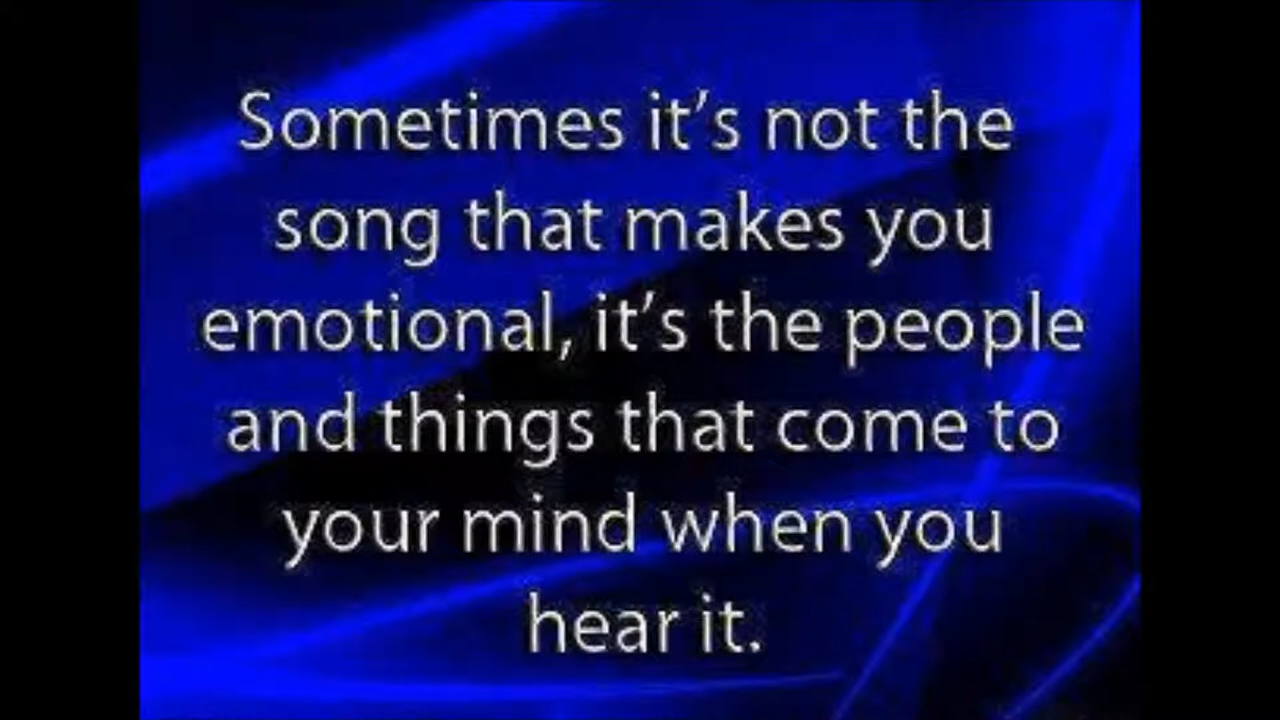 Sometimes it’s not the
song that makes you
emotional, it’s the people
and things that come to
your mind when you
hear it.